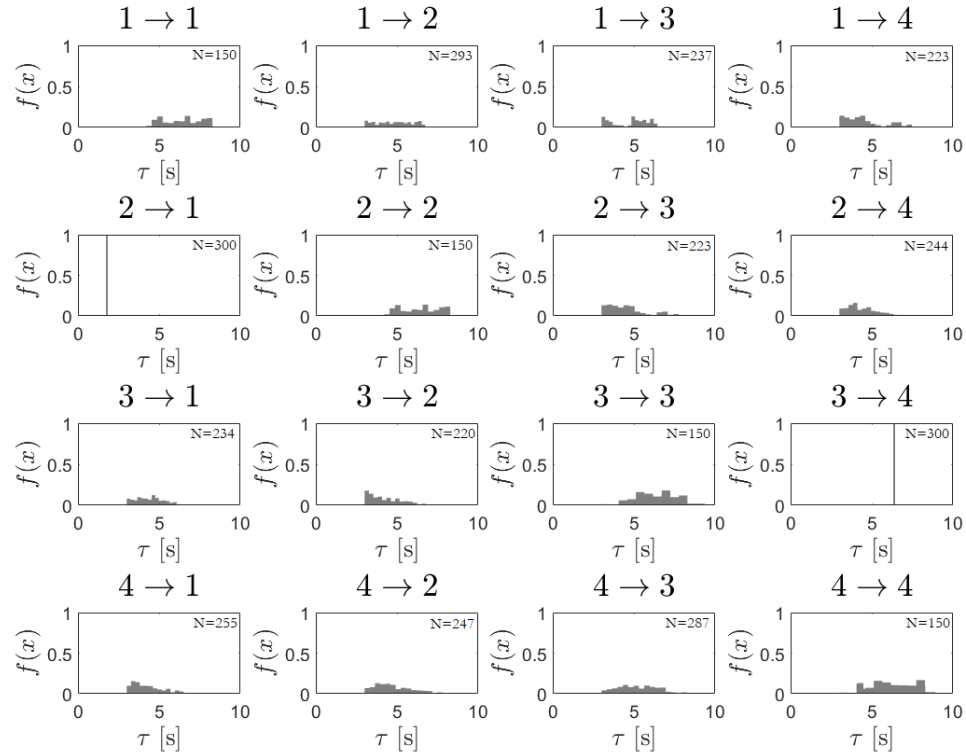 1 → 1
1 → 2
1 → 3
1 → 4
f(x)
1
0.5
0
N=150
0 5 10
τ [s]
f(x)
1
0.5
0
N=293
0 5 10
τ [s]
f(x)
1
0.5
0
N=237
0 5 10
τ [s]
f(x)
1
0.5
0
N=223
0 5 10
τ [s]
2 → 1
2 → 2
2 → 3
2 → 4
f(x)
1
0.5
0
N=300
0 5 10
τ [s]
f(x)
1
0.5
0
N=150
0 5 10
τ [s]
f(x)
1
0.5
0
N=223
0 5 10
τ [s]
f(x)
1
0.5
0
N=244
0 5 10
τ [s]
3 → 1
3 → 2
3 → 3
3 → 4
f(x)
1
0.5
0
N=234
0 5 10
τ [s]
f(x)
1
0.5
0
N=220
0 5 10
τ [s]
f(x)
1
0.5
0
N=150
0 5 10
τ [s]
f(x)
1
0.5
0
N=300
0 5 10
τ [s]
4 → 1
4 → 2
4 → 3
4 → 4
f(x)
1
0.5
0
N=255
0 5 10
τ [s]
f(x)
1
0.5
0
N=247
0 5 10
τ [s]
f(x)
1
0.5
0
N=287
0 5 10
τ [s]
f(x)
1
0.5
0
N=150
0 5 10
τ [s]